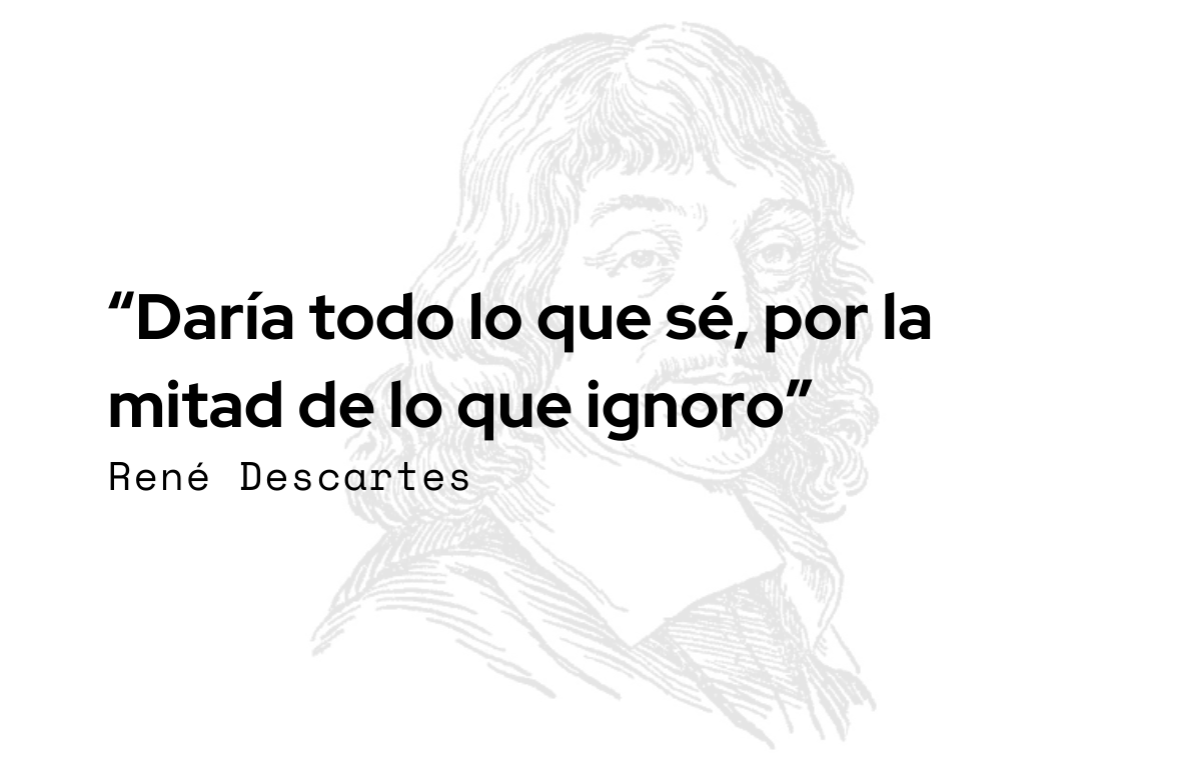 “Daría todo lo que sé, por la
mitad de lo que ignoro”
René Descartes